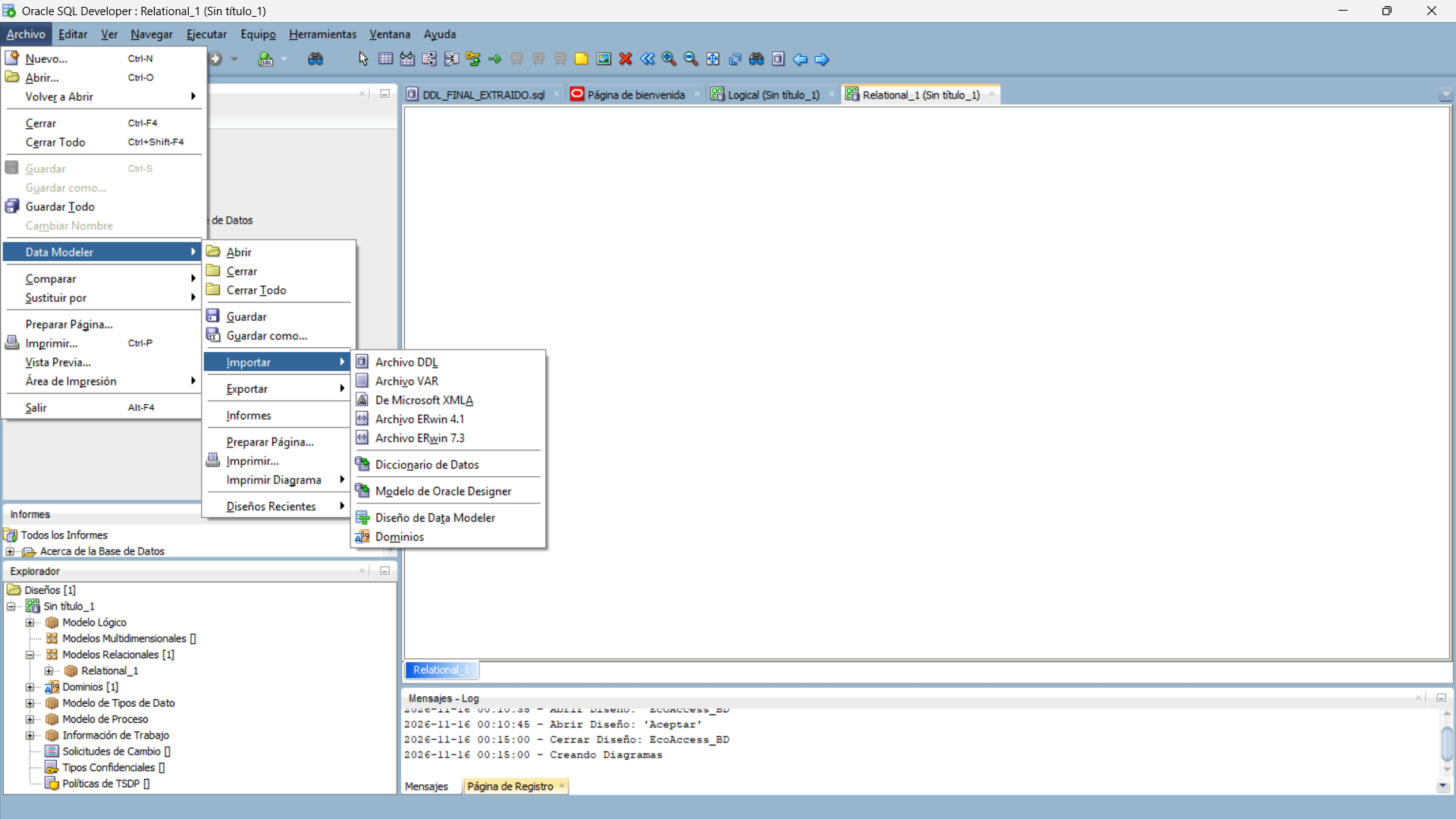 Oracle SQL Developer : Relational_1 (Sin título_1)
Archivo Editar Ver Navegar Ejecutar Equipo Herramientas Ventana Ayuda
Nuevo... Ctrl-N
Abrir... Ctrl-O
Volver a Abrir
Cerrar Ctrl-F4
Cerrar Todo Ctrl+Shift-F4
Guardar Ctrl-S
Guardar como...
Guardar Todo
Cambiar Nombre
Data Modeler
Comparar
Sustituir por
Preparar Página...
Imprimir... Ctrl-P
Vista Previa...
Área de Impresión
Salir Alt-F4
de Datos
Abrir
Cerrar
Cerrar Todo
Guardar
Guardar como...
Importar
Exportar
Informes
Preparar Página...
Imprimir...
Imprimir Diagrama
Diseños Recientes
Archivo DDL
Archivo VAR
De Microsoft XMLA
Archivo ERwin 4.1
Archivo ERwin 7.3
Diccionario de Datos
Modelo de Oracle Designer
Diseño de Data Modeler
Dominios
DDL_FINAL_EXTRAIDO.sql Página de bienvenida Logical (Sin título_1) Relational_1 (Sin título_1)
Informes
Todos los Informes
Acerca de la Base de Datos
Explorador
Diseños [1]
Sin título_1
Modelo Lógico
Modelos Multidimensionales []
Modelos Relacionales [1]
Relational_1
Dominios [1]
Modelo de Tipos de Dato
Modelo de Proceso
Información de Trabajo
Solicitudes de Cambio []
Tipos Confidenciales []
Políticas de TSDP []
Relational_1
Mensajes - Log
2026-11-16 00:10:35 - Abrir Diseño: EcoAccess_BD
2026-11-16 00:10:45 - Abrir Diseño: 'Aceptar'
2026-11-16 00:15:00 - Cerrar Diseño: EcoAccess_BD
2026-11-16 00:15:00 - Creando Diagramas
Mensajes Página de Registro